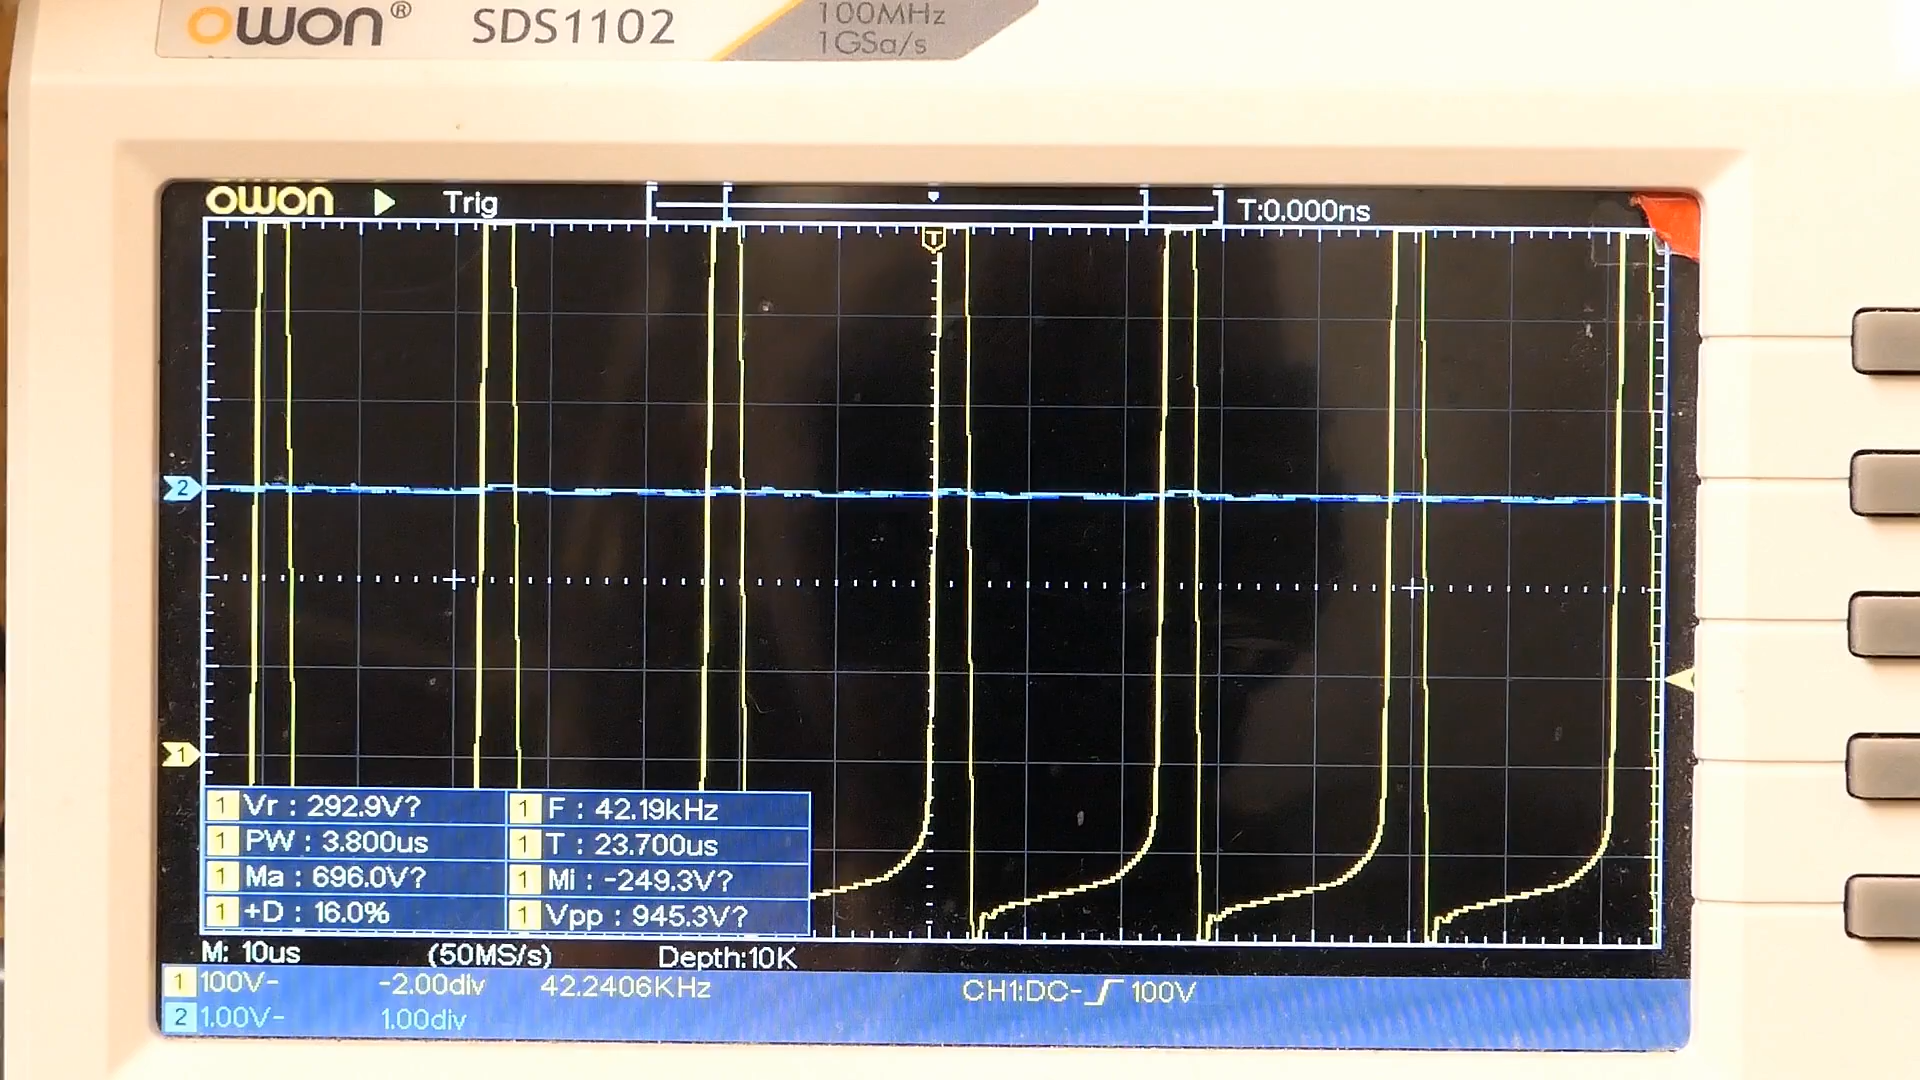 owon® SDS1102 100MHz
1GSa/s
owon Trig T:0.000ns
T
2
1
1 Vr : 292.9V? 1 F : 42.19kHz
1 PW : 3.800us 1 T : 23.700us
1 Ma : 696.0V? 1 Mi : -249.3V?
1 +D : 16.0% 1 Vpp : 945.3V?
M: 10us (50MS/s) Depth:10K
1 100V- -2.00div 42.2406KHz CH1:DC- 100V
2 1.00V- 1.00div